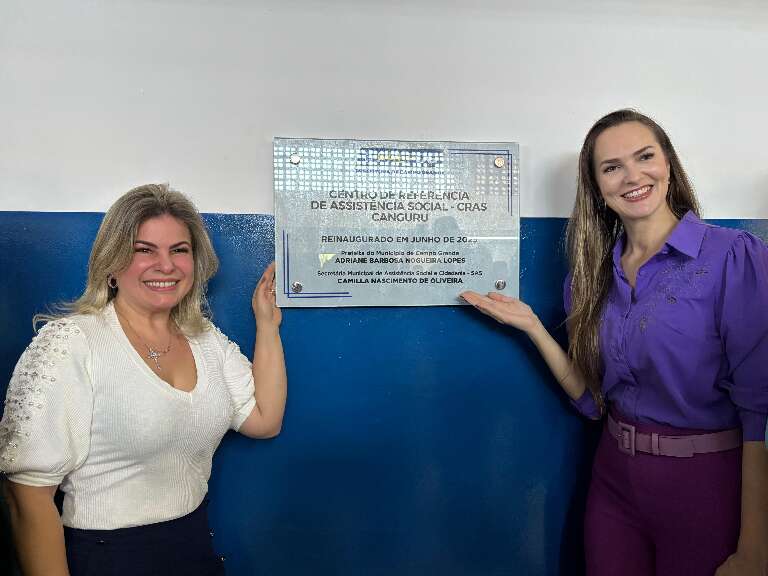 CENTRO DE REFERÊNCIA
DE ASSISTÊNCIA SOCIAL - CRAS
CANGURU
REINAUGURADO EM JUNHO DE 2025
Prefeita do Município de Campo Grande
ADRIANE BARBOSA NOGUEIRA LOPES
Secretária Municipal de Assistência Social e Cidadania - SAS
CAMILLA NASCIMENTO DE OLIVEIRA